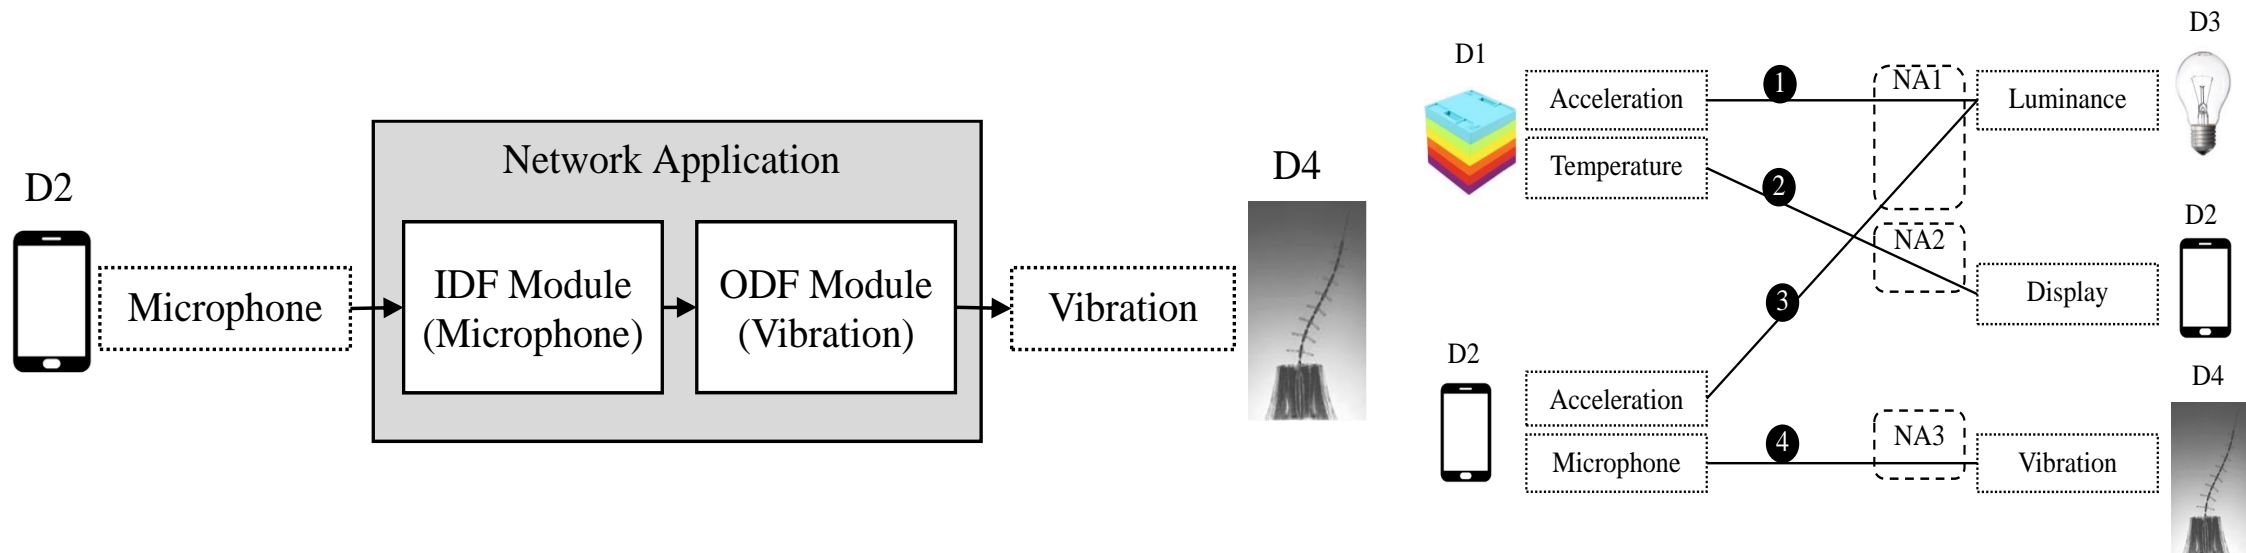 D2
Microphone
Network Application
IDF Module
(Microphone)
ODF Module
(Vibration)
Vibration
D4
D1
Acceleration
Temperature
D2
Acceleration
Microphone
1
2
3
4
NA1
NA2
NA3
Luminance
D3
Display
D2
Vibration
D4